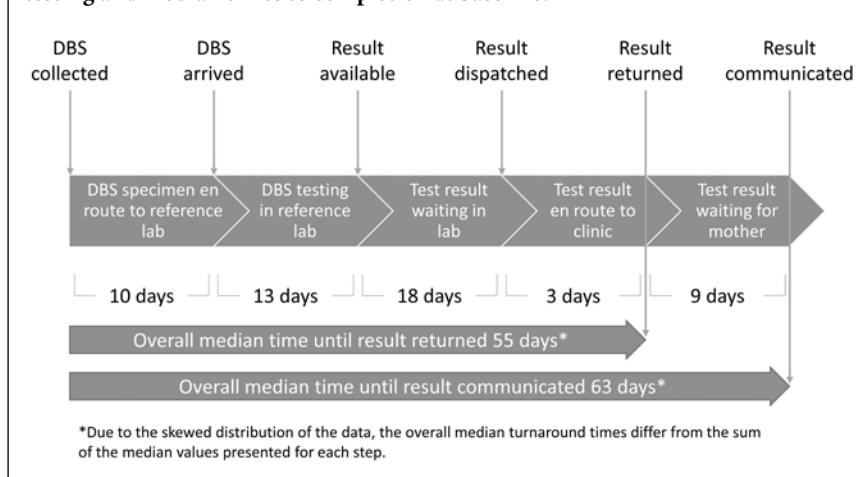 DBS collected
DBS arrived
Result available
Result dispatched
Result returned
Result communicated
DBS specimen en route to reference lab
DBS testing in reference lab
Test result waiting in lab
Test result en route to clinic
Test result waiting for mother
10 days
13 days
18 days
3 days
9 days
Overall median time until result returned 55 days*
Overall median time until result communicated 63 days*
*Due to the skewed distribution of the data, the overall median turnaround times differ from the sum
of the median values presented for each step.